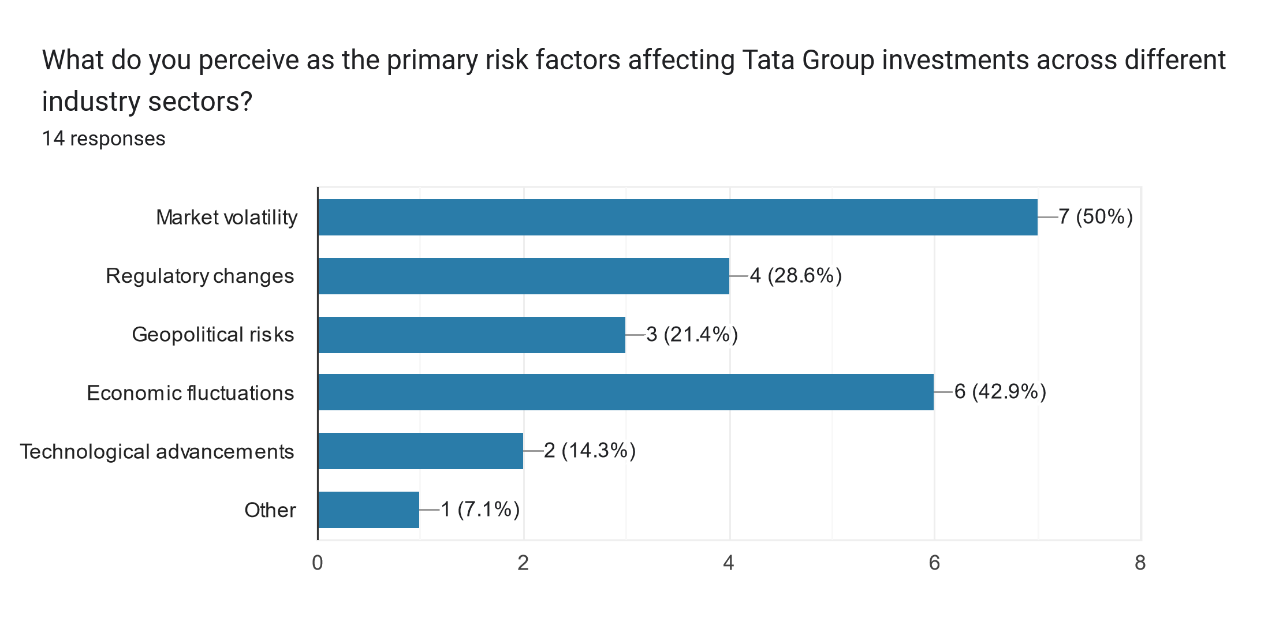 What do you perceive as the primary risk factors affecting Tata Group investments across different
industry sectors?
14 responses
Market volatility
7 (50%)
Regulatory changes
4 (28.6%)
Geopolitical risks
3 (21.4%)
Economic fluctuations
6 (42.9%)
Technological advancements
2 (14.3%)
Other
1 (7.1%)
0 2 4 6 8